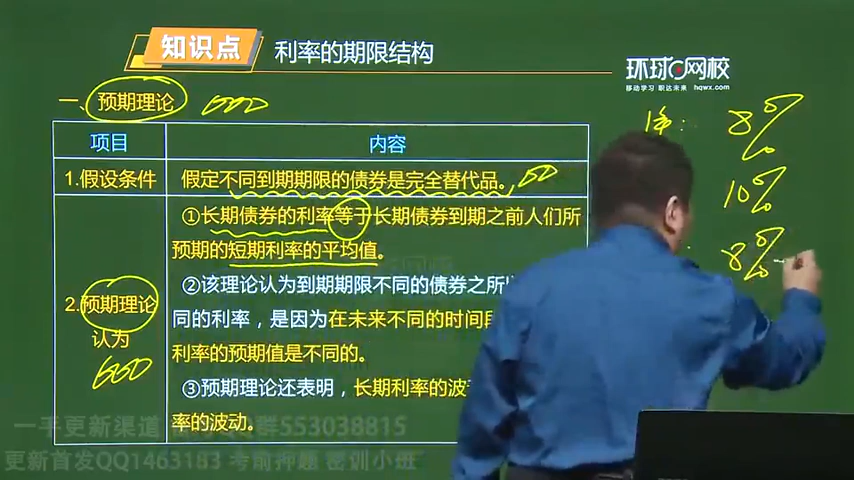 知识点 利率的期限结构
环球网校
移动学习 职达未来 hqwx.com
一、预期理论
1年: 8%
10%
8%
项目 内容
1.假设条件 假定不同到期期限的债券是完全替代品。
2.预期理论认为
①长期债券的利率等于长期债券到期之前人们所
预期的短期利率的平均值。
②该理论认为到期期限不同的债券之所以
同的利率，是因为在未来不同的时间段
利率的预期值是不同的。
③预期理论还表明，长期利率的波
率的波动。
一手更新渠道 群553038815
更新首发QQ1463183 考前押题 密训小班